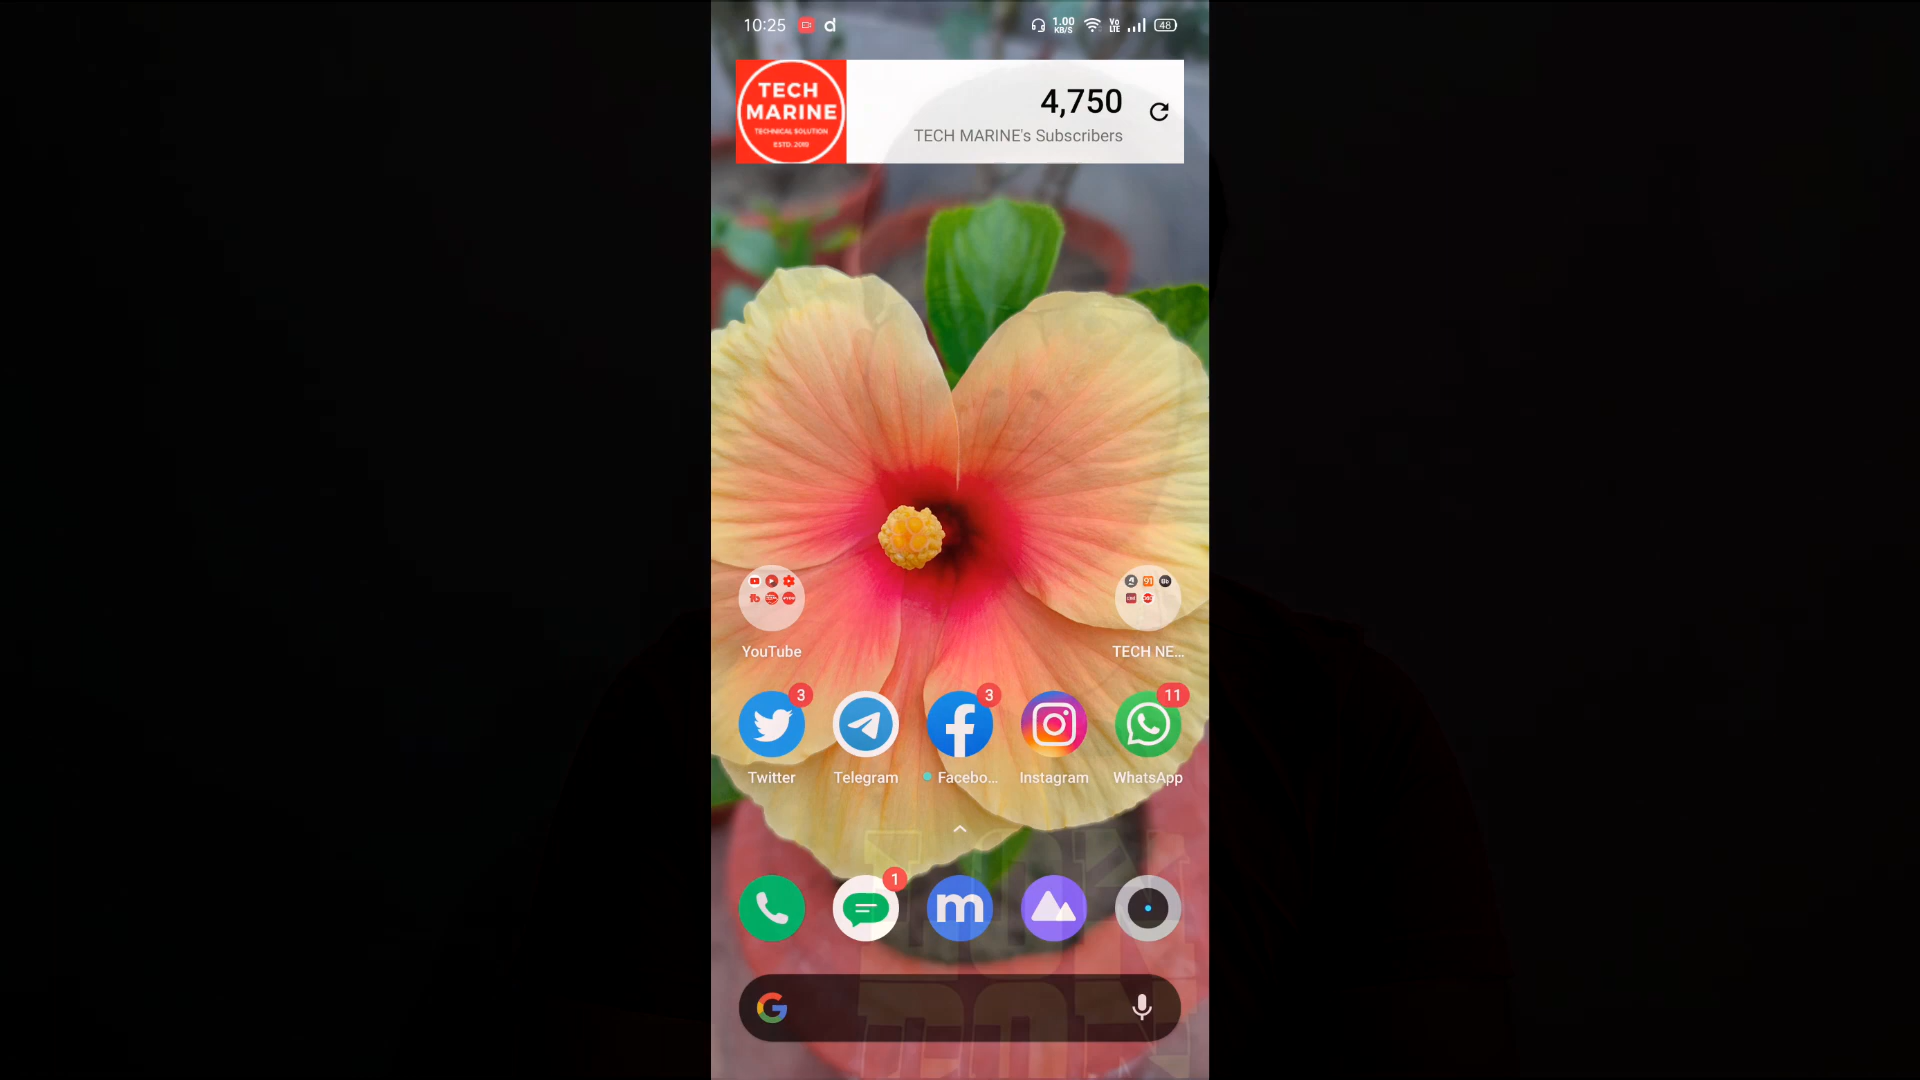 10:25 d 1.00 KB/S Vo LTE 48
TECH
MARINE
TECHNICAL SOLUTION
ESTD. 2019
4,750
TECH MARINE's Subscribers
YouTube TECH NE...
3 3 11
Twitter Telegram Facebo... Instagram WhatsApp
1
m